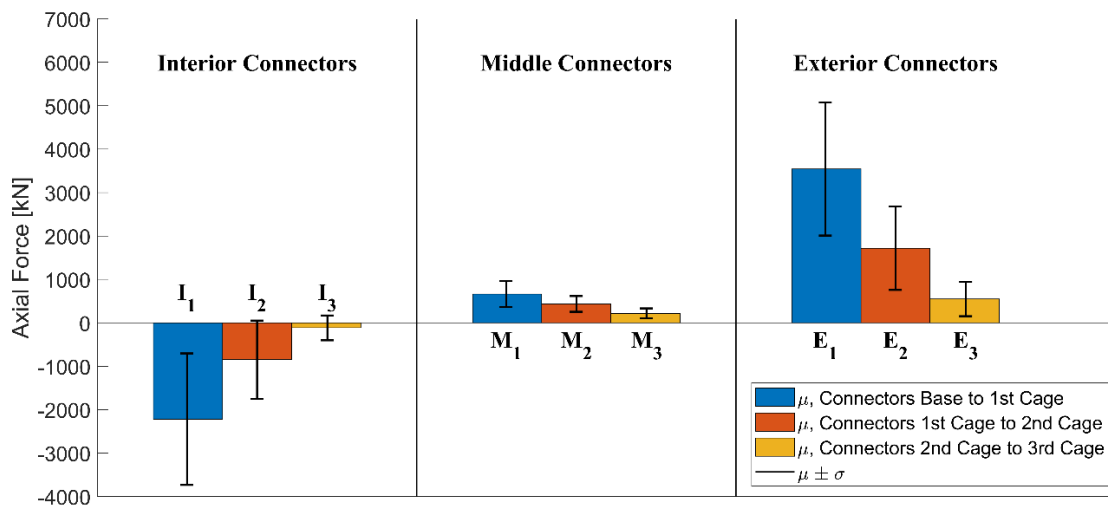 7000
6000
5000
4000
3000
2000
1000
0
-1000
-2000
-3000
-4000
Axial Force [kN]
Interior Connectors
Middle Connectors
Exterior Connectors
I₁
I₂
I₃
M₁
M₂
M₃
E₁
E₂
E₃
μ, Connectors Base to 1st Cage
μ, Connectors 1st Cage to 2nd Cage
μ, Connectors 2nd Cage to 3rd Cage
μ ± σ